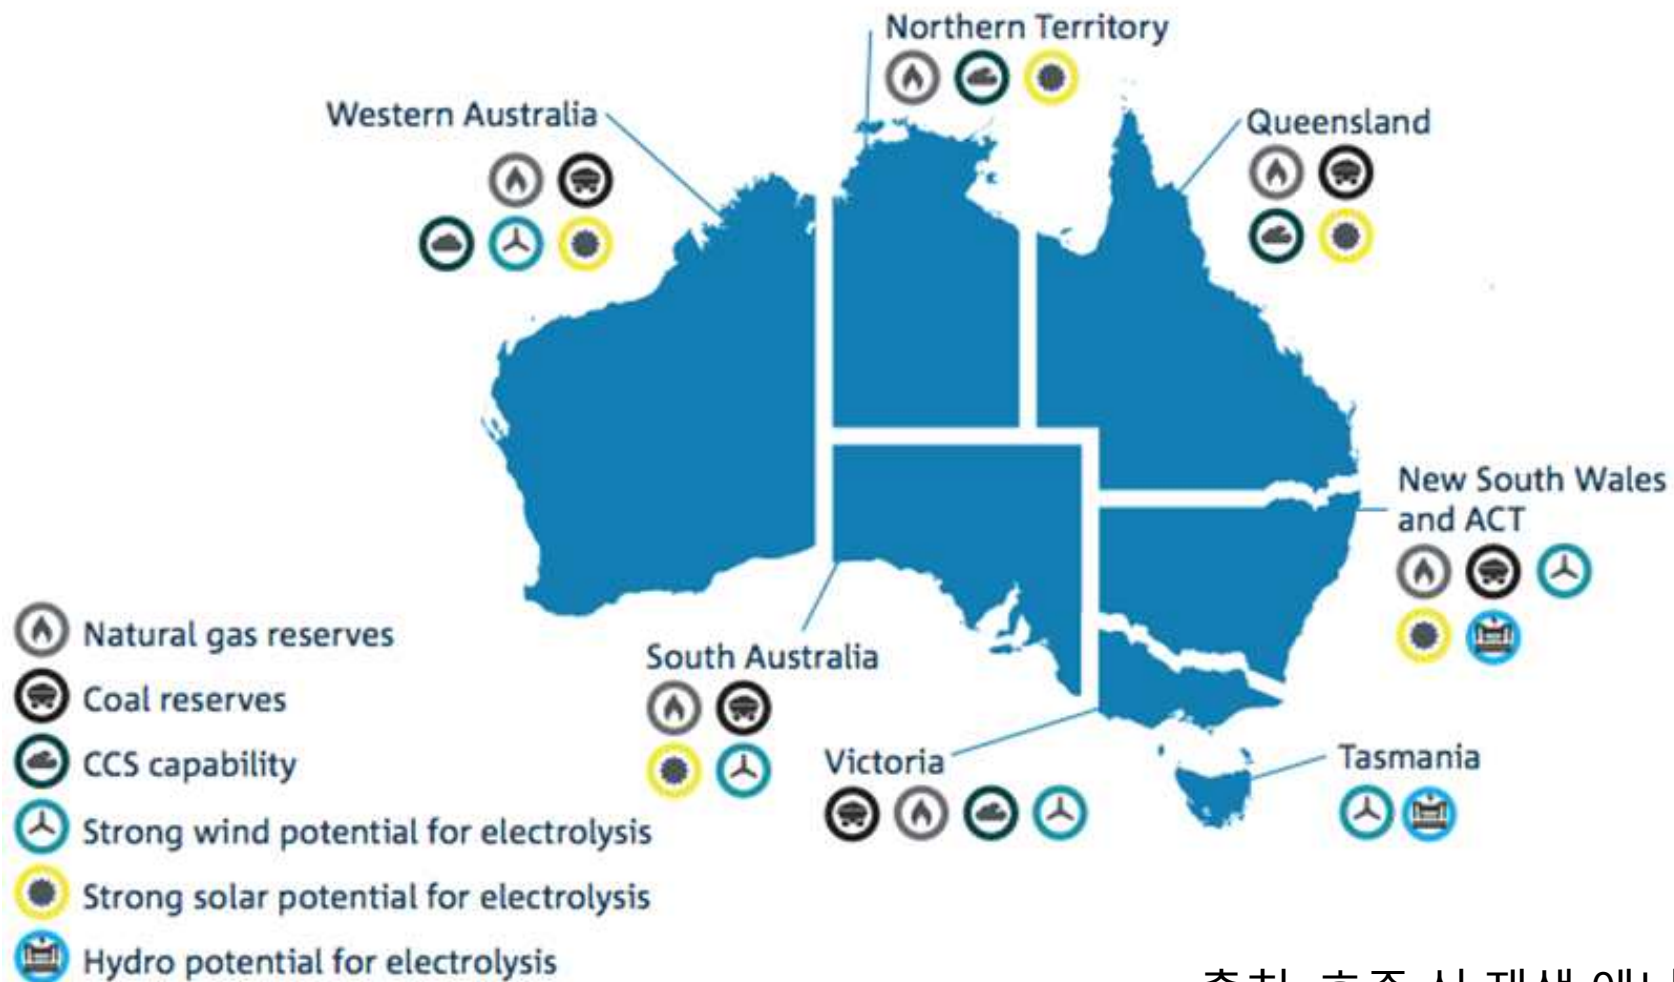 Northern Territory
Western Australia
Queensland
New South Wales
and ACT
South Australia
Victoria
Tasmania
Natural gas reserves
Coal reserves
CCS capability
Strong wind potential for electrolysis
Strong solar potential for electrolysis
Hydro potential for electrolysis